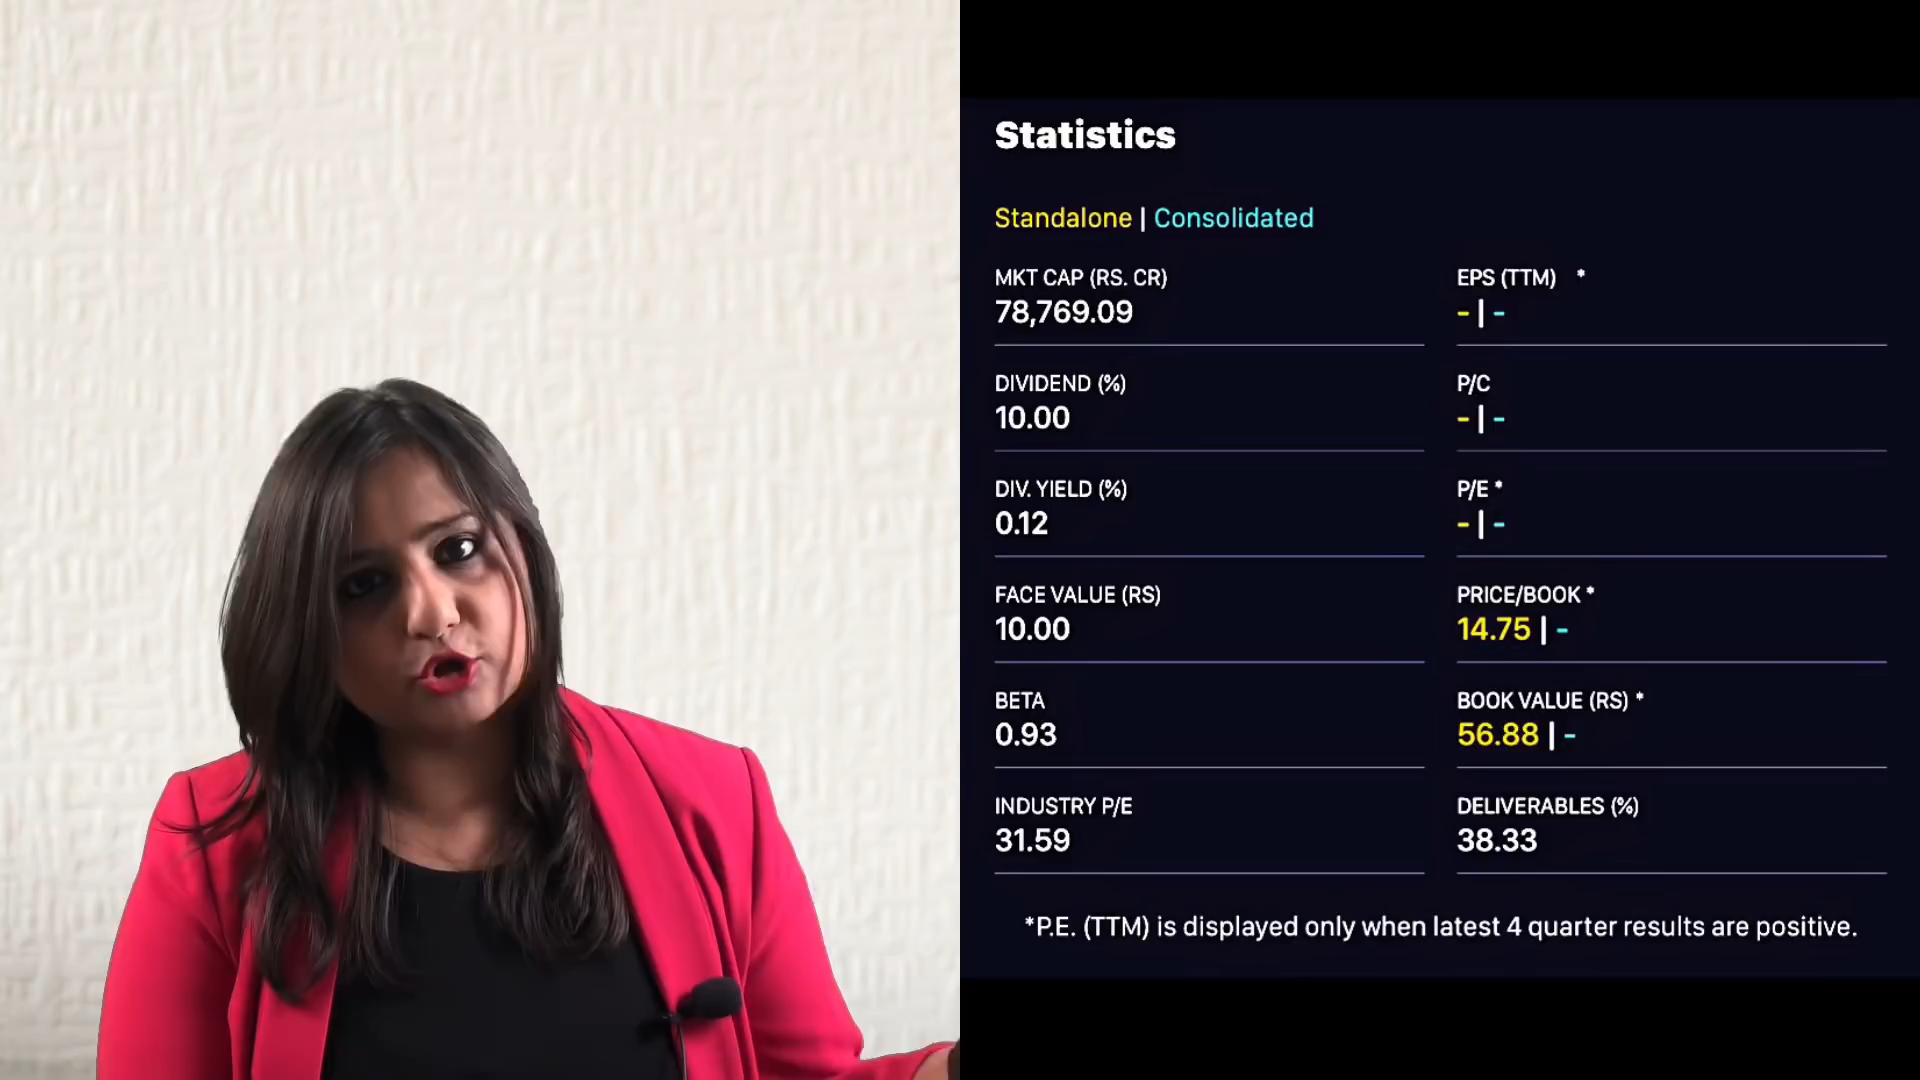 Statistics
Standalone | Consolidated
MKT CAP (RS. CR)
78,769.09
DIVIDEND (%)
10.00
DIV. YIELD (%)
0.12
FACE VALUE (RS)
10.00
BETA
0.93
INDUSTRY P/E
31.59
EPS (TTM) *
- | -
P/C
- | -
P/E *
- | -
PRICE/BOOK *
14.75 | -
BOOK VALUE (RS) *
56.88 | -
DELIVERABLES (%)
38.33
*P.E. (TTM) is displayed only when latest 4 quarter results are positive.